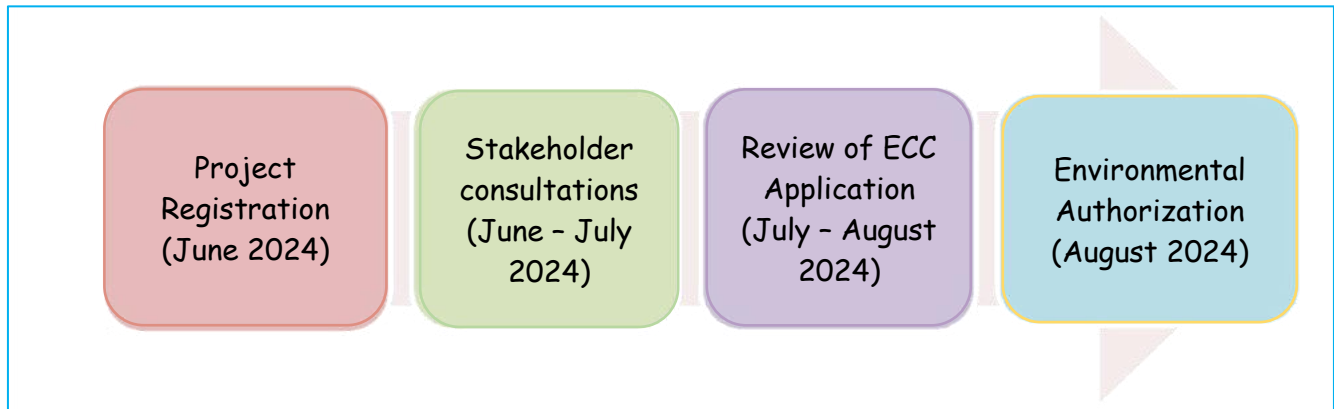 Project
Registration
(June 2024)
Stakeholder
consultations
(June – July
2024)
Review of ECC
Application
(July – August
2024)
Environmental
Authorization
(August 2024)